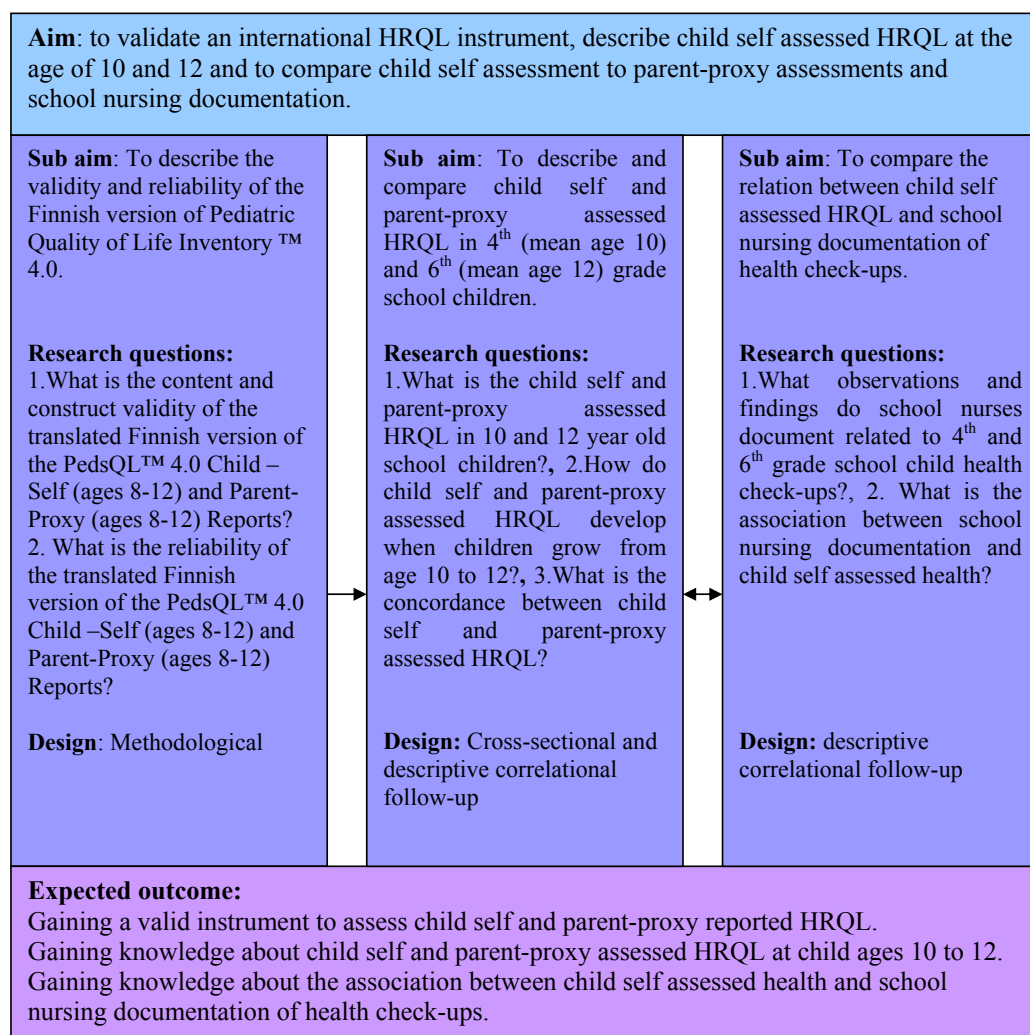 Aim: to validate an international HRQL instrument, describe child self assessed HRQL at the
age of 10 and 12 and to compare child self assessment to parent-proxy assessments and
school nursing documentation.
Sub aim: To describe the
validity and reliability of the
Finnish version of Pediatric
Quality of Life Inventory ™
4.0.
Research questions:
1.What is the content and
construct validity of the
translated Finnish version of
the PedsQL™ 4.0 Child –
Self (ages 8-12) and Parent-
Proxy (ages 8-12) Reports?
2. What is the reliability of
the translated Finnish
version of the PedsQL™ 4.0
Child –Self (ages 8-12) and
Parent-Proxy (ages 8-12)
Reports?
Design: Methodological
Sub aim: To describe and
compare child self and
parent-proxy assessed
HRQL in 4th (mean age 10)
and 6th (mean age 12) grade
school children.
Research questions:
1.What is the child self and
parent-proxy assessed
HRQL in 10 and 12 year old
school children?, 2.How do
child self and parent-proxy
assessed HRQL develop
when children grow from
age 10 to 12?, 3.What is the
concordance between child
self and parent-proxy
assessed HRQL?
Design: Cross-sectional and
descriptive correlational
follow-up
Sub aim: To compare the
relation between child self
assessed HRQL and school
nursing documentation of
health check-ups.
Research questions:
1.What observations and
findings do school nurses
document related to 4th and
6th grade school child health
check-ups?, 2. What is the
association between school
nursing documentation and
child self assessed health?
Design: descriptive
correlational follow-up
Expected outcome:
Gaining a valid instrument to assess child self and parent-proxy reported HRQL.
Gaining knowledge about child self and parent-proxy assessed HRQL at child ages 10 to 12.
Gaining knowledge about the association between child self assessed health and school
nursing documentation of health check-ups.